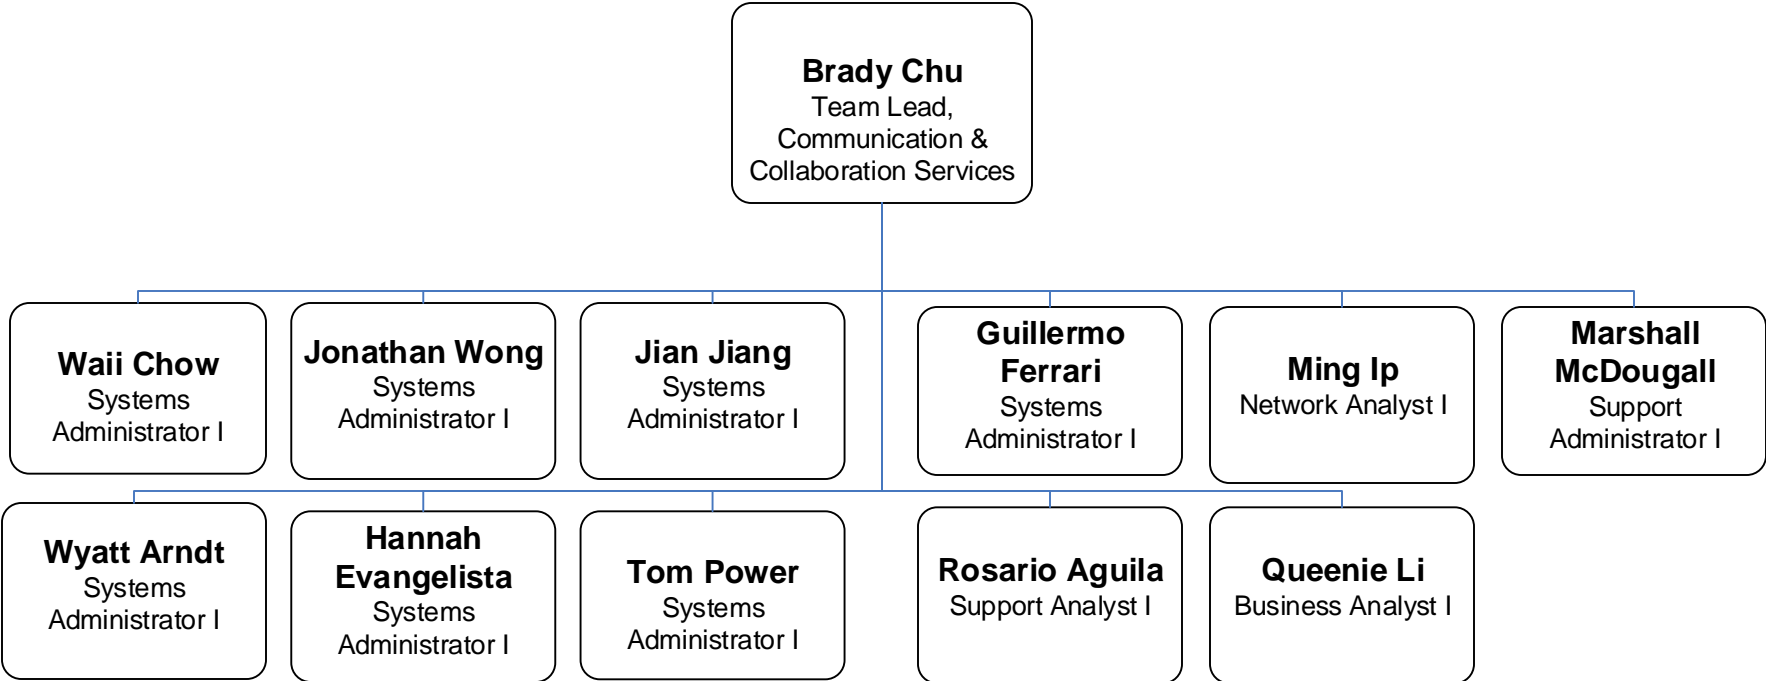 Brady Chu
Team Lead,
Communication &
Collaboration Services
Waii Chow
Systems
Administrator I
Jonathan Wong
Systems
Administrator I
Jian Jiang
Systems
Administrator I
Guillermo
Ferrari
Systems
Administrator I
Ming Ip
Network Analyst I
Marshall
McDougall
Support
Administrator I
Wyatt Arndt
Systems
Administrator I
Hannah
Evangelista
Systems
Administrator I
Tom Power
Systems
Administrator I
Rosario Aguila
Support Analyst I
Queenie Li
Business Analyst I